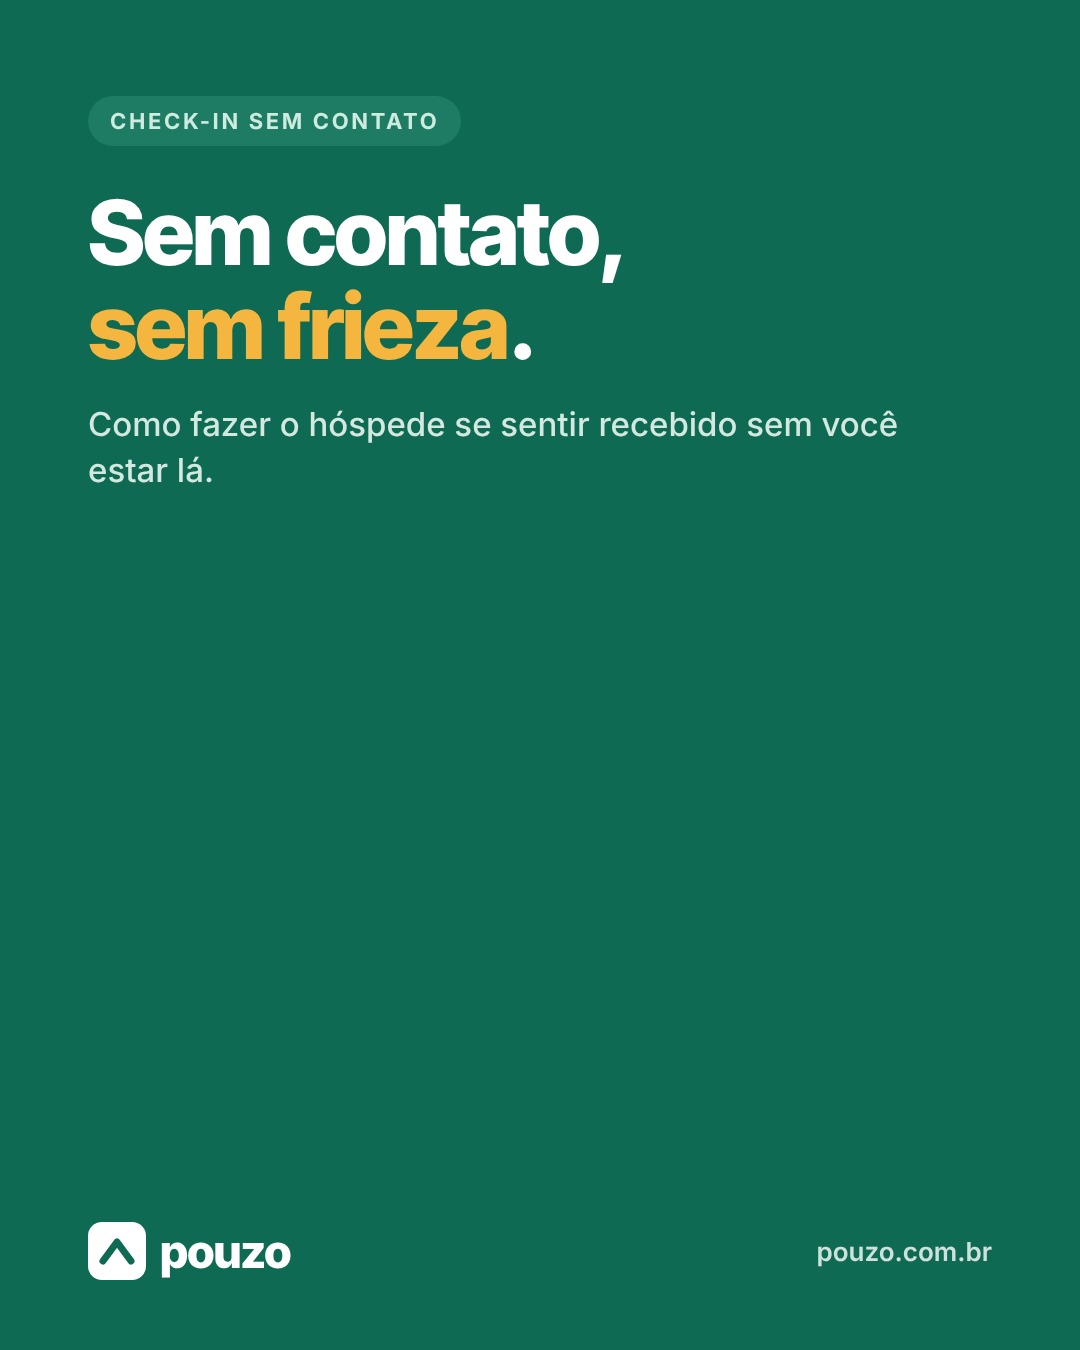 CHECK-IN SEM CONTATO
Sem contato,
sem frieza.
Como fazer o hóspede se sentir recebido sem você
estar lá.
pouzo
pouzo.com.br